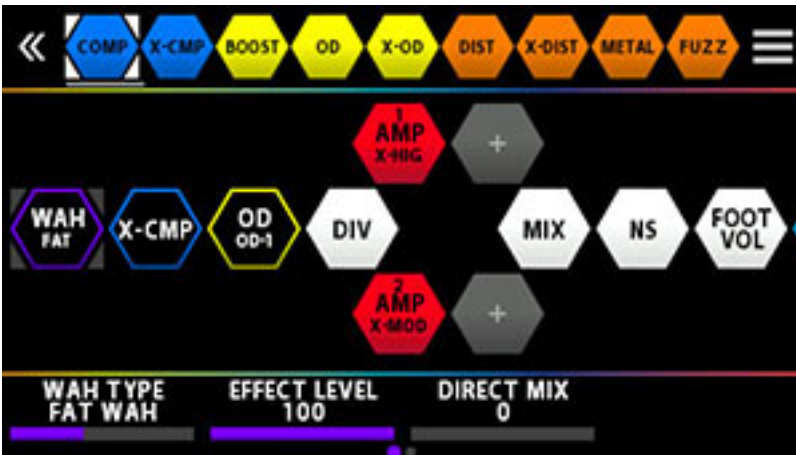 «
COMP X-CMP BOOST OD X-OD DIST X-DIST METAL FUZZ
1
AMP
X-HIG
+
WAH
FAT
X-CMP
OD
OD-1
DIV
MIX
NS
FOOT
VOL
2
AMP
X-MOD
+
WAH TYPE
FAT WAH
EFFECT LEVEL
100
DIRECT MIX
0